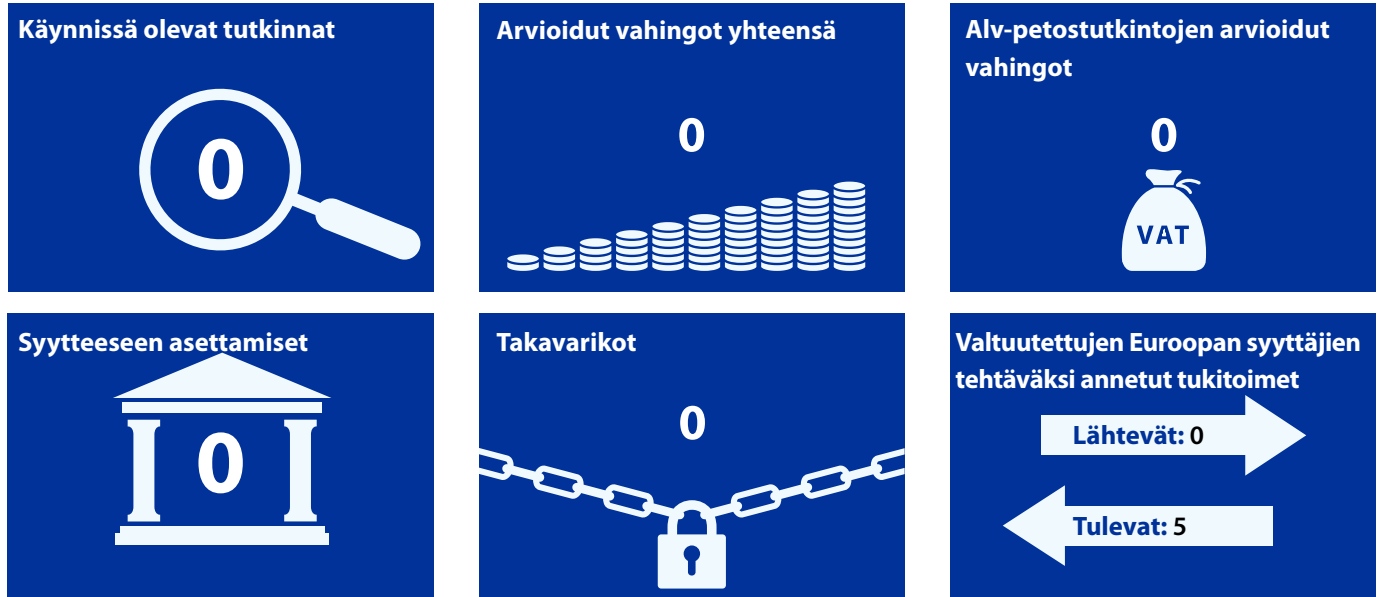 Käynnissä olevat tutkinnat
0
Arvioidut vahingot yhteensä
0
Alv-petostutkintojen arvioidut
vahingot
0
VAT
Syytteeseen asettamiset
0
Takavarikot
0
Valtuutettujen Euroopan syyttäjien
tehtäväksi annetut tukitoimet
Lähtevät: 0
Tulevat: 5